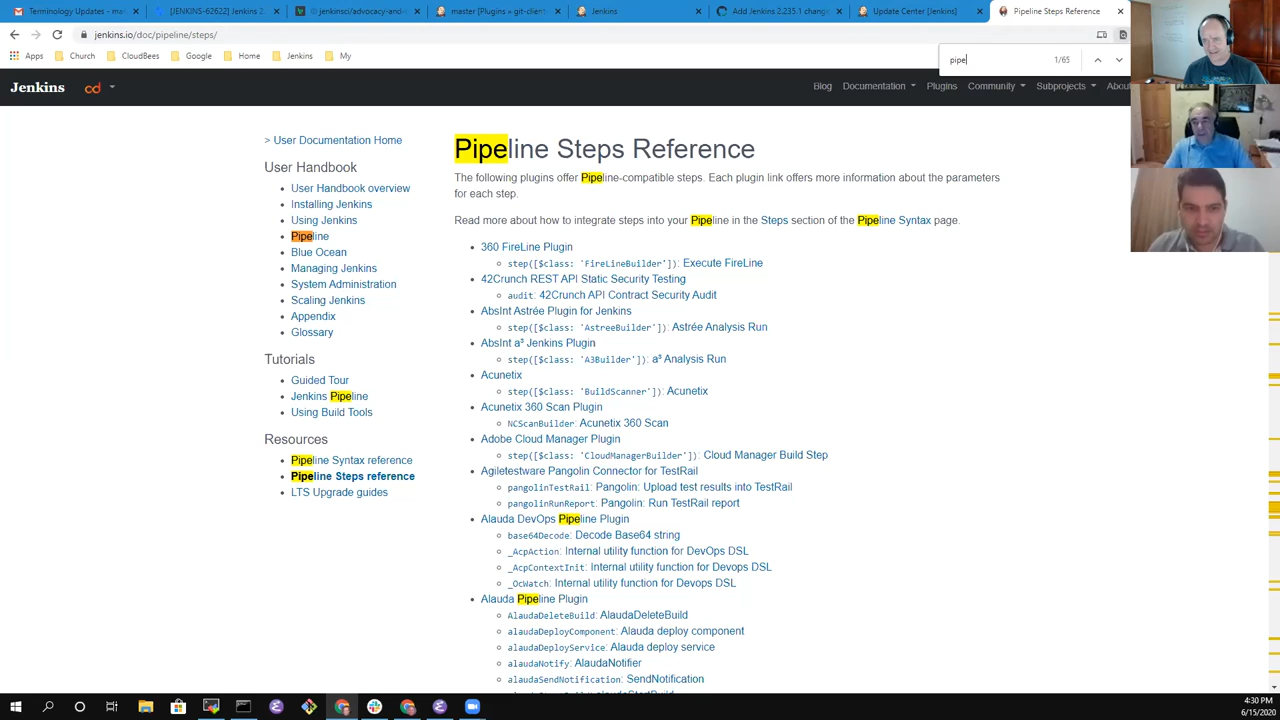 Terminology Updates - ma
[JENKINS-62622] Jenkins 2.
jenkinsci/advocacy-and-
master [Plugins » git-client
Jenkins
Add Jenkins 2.235.1 chang
Update Center [Jenkins]
Pipeline Steps Reference
jenkins.io/doc/pipeline/steps/
Apps
Church
CloudBees
Google
Home
Jenkins
My
pipe
1/65
Jenkins
cd
Blog
Documentation
Plugins
Community
Subprojects
About
> User Documentation Home
User Handbook
User Handbook overview
Installing Jenkins
Using Jenkins
Pipeline
Blue Ocean
Managing Jenkins
System Administration
Scaling Jenkins
Appendix
Glossary
Tutorials
Guided Tour
Jenkins Pipeline
Using Build Tools
Resources
Pipeline Syntax reference
Pipeline Steps reference
LTS Upgrade guides
Pipeline Steps Reference
The following plugins offer Pipeline-compatible steps. Each plugin link offers more information about the parameters
for each step.
Read more about how to integrate steps into your Pipeline in the Steps section of the Pipeline Syntax page.
360 FireLine Plugin
step([$class: 'FireLineBuilder']): Execute FireLine
42Crunch REST API Static Security Testing
audit: 42Crunch API Contract Security Audit
AbsInt Astrée Plugin for Jenkins
step([$class: 'AstreeBuilder']): Astrée Analysis Run
AbsInt a³ Jenkins Plugin
step([$class: 'A3Builder']): a³ Analysis Run
Acunetix
step([$class: 'BuildScanner']): Acunetix
Acunetix 360 Scan Plugin
NCScanBuilder: Acunetix 360 Scan
Adobe Cloud Manager Plugin
step([$class: 'CloudManagerBuilder']): Cloud Manager Build Step
Agiletestware Pangolin Connector for TestRail
pangolinTestRail: Pangolin: Upload test results into TestRail
pangolinRunReport: Pangolin: Run TestRail report
Alauda DevOps Pipeline Plugin
base64Decode: Decode Base64 string
_AcpAction: Internal utility function for DevOps DSL
_AcpContextInit: Internal utility function for Devops DSL
_OcWatch: Internal utility function for Devops DSL
Alauda Pipeline Plugin
AlaudaDeleteBuild: AlaudaDeleteBuild
alaudaDeployComponent: Alauda deploy component
alaudaDeployService: Alauda deploy service
alaudaNotify: AlaudaNotifier
alaudaSendNotification: SendNotification
4:30 PM
6/15/2020